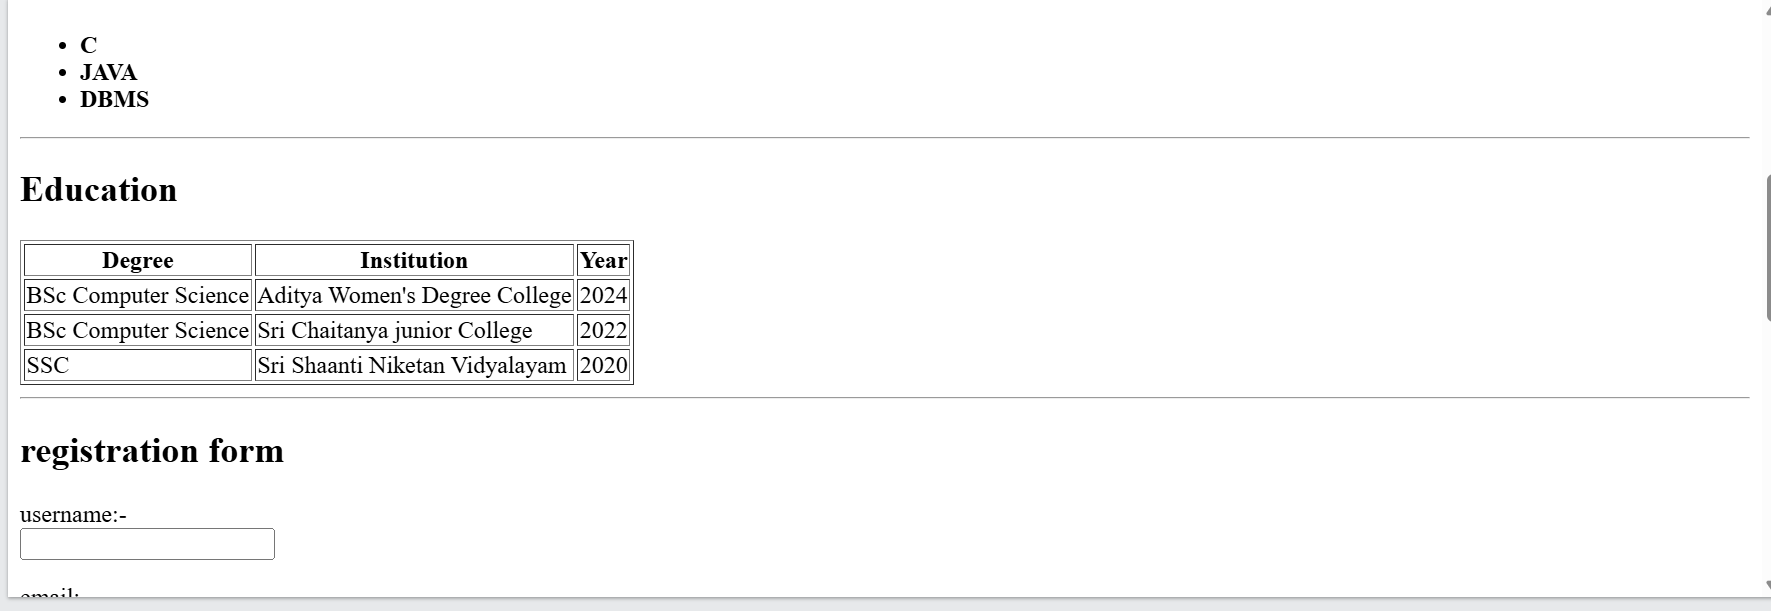 C
JAVA
DBMS
Education
Degree Institution Year
BSc Computer Science Aditya Women's Degree College 2024
BSc Computer Science Sri Chaitanya junior College 2022
SSC Sri Shaanti Niketan Vidyalayam 2020
registration form
username:-
email:-